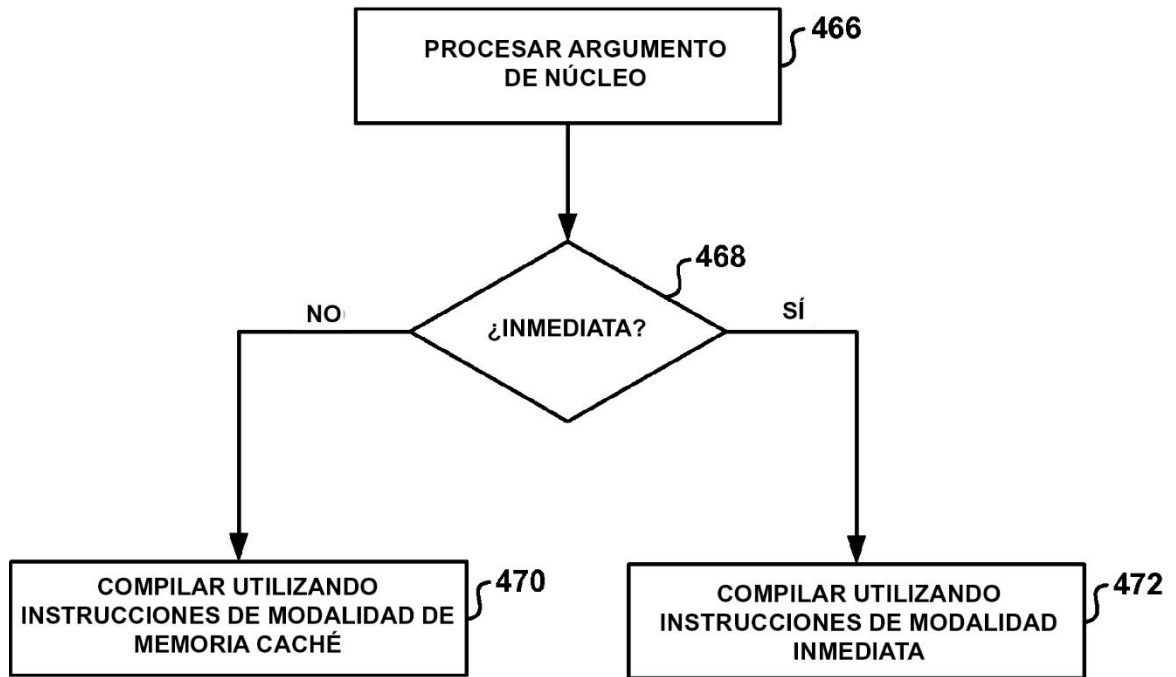 PROCESAR ARGUMENTO
DE NÚCLEO
466
468
¿INMEDIATA?
NO
SÍ
COMPILAR UTILIZANDO
INSTRUCCIONES DE MODALIDAD DE
MEMORIA CACHÉ
470
COMPILAR UTILIZANDO
INSTRUCCIONES DE MODALIDAD
INMEDIATA
472